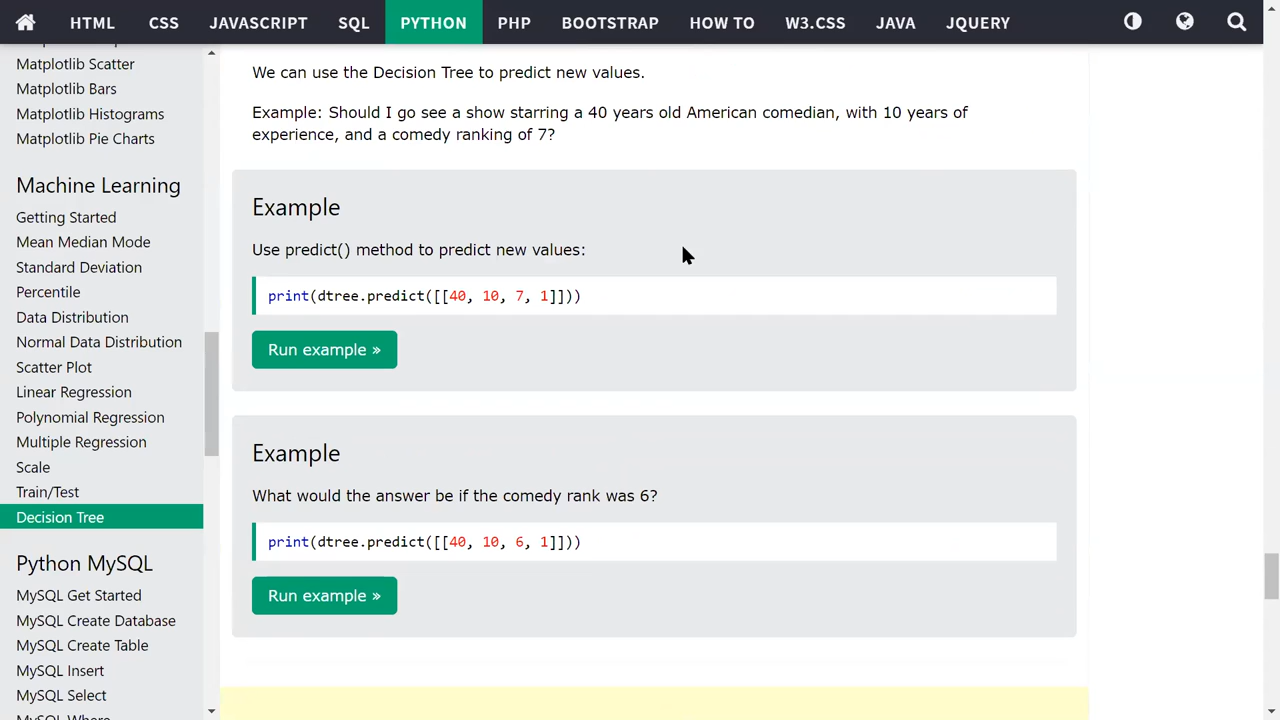 HTML CSS JAVASCRIPT SQL PYTHON PHP BOOTSTRAP HOW TO W3.CSS JAVA JQUERY
Matplotlib Scatter
Matplotlib Bars
Matplotlib Histograms
Matplotlib Pie Charts
Machine Learning
Getting Started
Mean Median Mode
Standard Deviation
Percentile
Data Distribution
Normal Data Distribution
Scatter Plot
Linear Regression
Polynomial Regression
Multiple Regression
Scale
Train/Test
Decision Tree
Python MySQL
MySQL Get Started
MySQL Create Database
MySQL Create Table
MySQL Insert
MySQL Select
MySQL Where
We can use the Decision Tree to predict new values.
Example: Should I go see a show starring a 40 years old American comedian, with 10 years of
experience, and a comedy ranking of 7?
Example
Use predict() method to predict new values:
print(dtree.predict([[40, 10, 7, 1]]))
Run example »
Example
What would the answer be if the comedy rank was 6?
print(dtree.predict([[40, 10, 6, 1]]))
Run example »